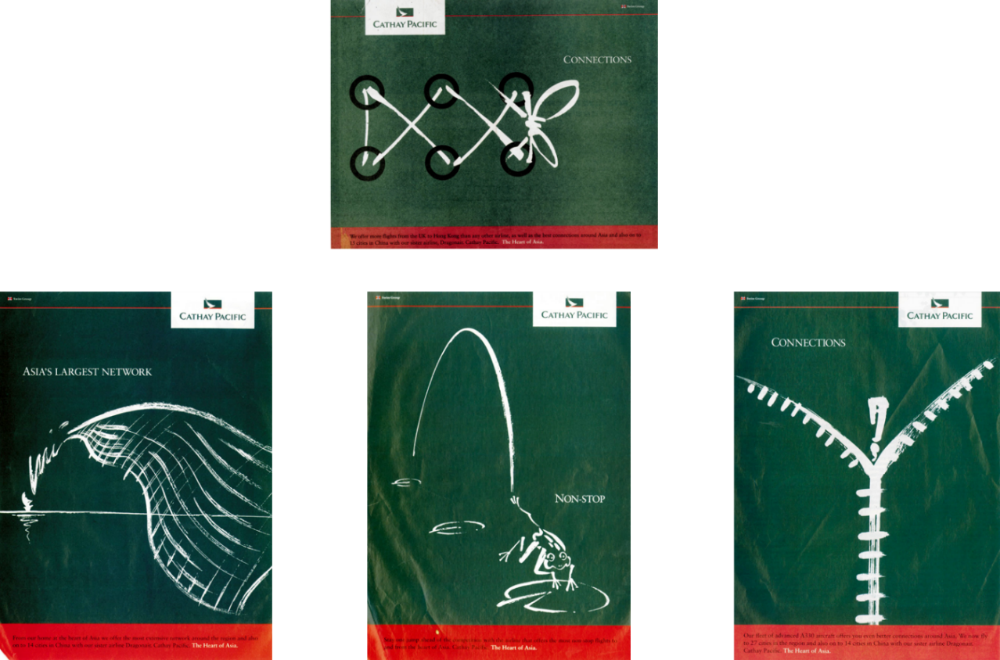 CATHAY PACIFIC
Swire Group
CONNECTIONS
We offer more flights from the UK to Hong Kong than any other airline, as well as the best connections around Asia and also on to
13 cities in China with our sister airline, Dragonair. Cathay Pacific. The Heart of Asia.
Swire Group
CATHAY PACIFIC
ASIA'S LARGEST NETWORK
From our home in the heart of Asia we offer the most extensive network around the region and also
on to 14 cities in China with our sister airline Dragonair. Cathay Pacific. The Heart of Asia.
Swire Group
CATHAY PACIFIC
NON-STOP
Stay one jump ahead of the with the airline that offers the most non-stop flights to
and from the heart of Asia. Cathay Pacific. The Heart of Asia.
Swire Group
CATHAY PACIFIC
CONNECTIONS
Our fleet of advanced A330 aircraft offers you even better connections around Asia. We now fly
to 27 cities in the region and also on to 14 cities in China with our sister airline Dragonair.
Cathay Pacific. The Heart of Asia.